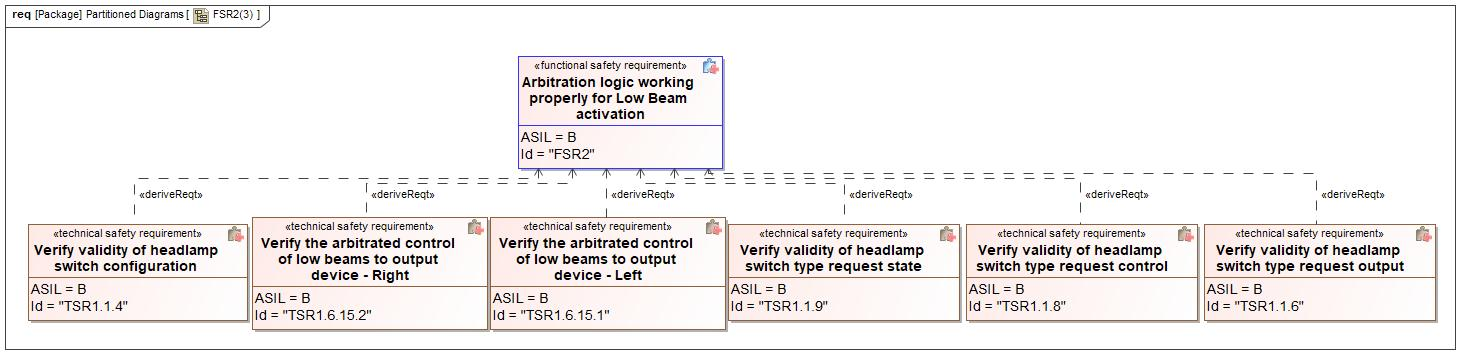 req [Package] Partitioned Diagrams [ FSR2(3) ]
«functional safety requirement»
Arbitration logic working
properly for Low Beam
activation
ASIL = B
Id = "FSR2"
«deriveReqt»
«deriveReqt»
«deriveReqt»
«deriveReqt»
«deriveReqt»
«deriveReqt»
«technical safety requirement»
Verify validity of headlamp
switch configuration
ASIL = B
Id = "TSR1.1.4"
«technical safety requirement»
Verify the arbitrated control
of low beams to output
device - Right
ASIL = B
Id = "TSR1.6.15.2"
«technical safety requirement»
Verify the arbitrated control
of low beams to output
device - Left
ASIL = B
Id = "TSR1.6.15.1"
«technical safety requirement»
Verify validity of headlamp
switch type request state
ASIL = B
Id = "TSR1.1.9"
«technical safety requirement»
Verify validity of headlamp
switch type request control
ASIL = B
Id = "TSR1.1.8"
«technical safety requirement»
Verify validity of headlamp
switch type request output
ASIL = B
Id = "TSR1.1.6"